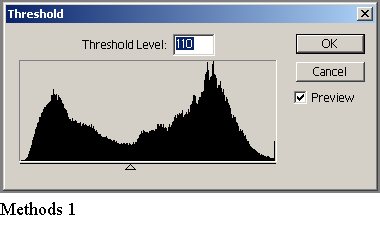 Threshold
Threshold Level: 110
OK
Cancel
Preview
Methods 1